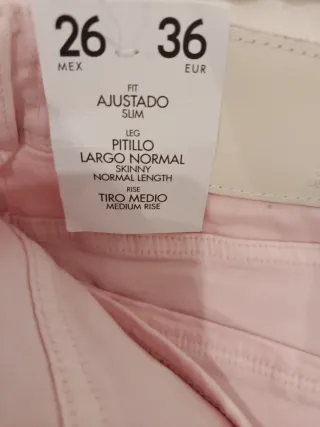 26 36
MEX EUR
FIT
AJUSTADO
SLIM
LEG
PITILLO
LARGO NORMAL
SKINNY
NORMAL LENGTH
RISE
TIRO MEDIO
MEDIUM RISE